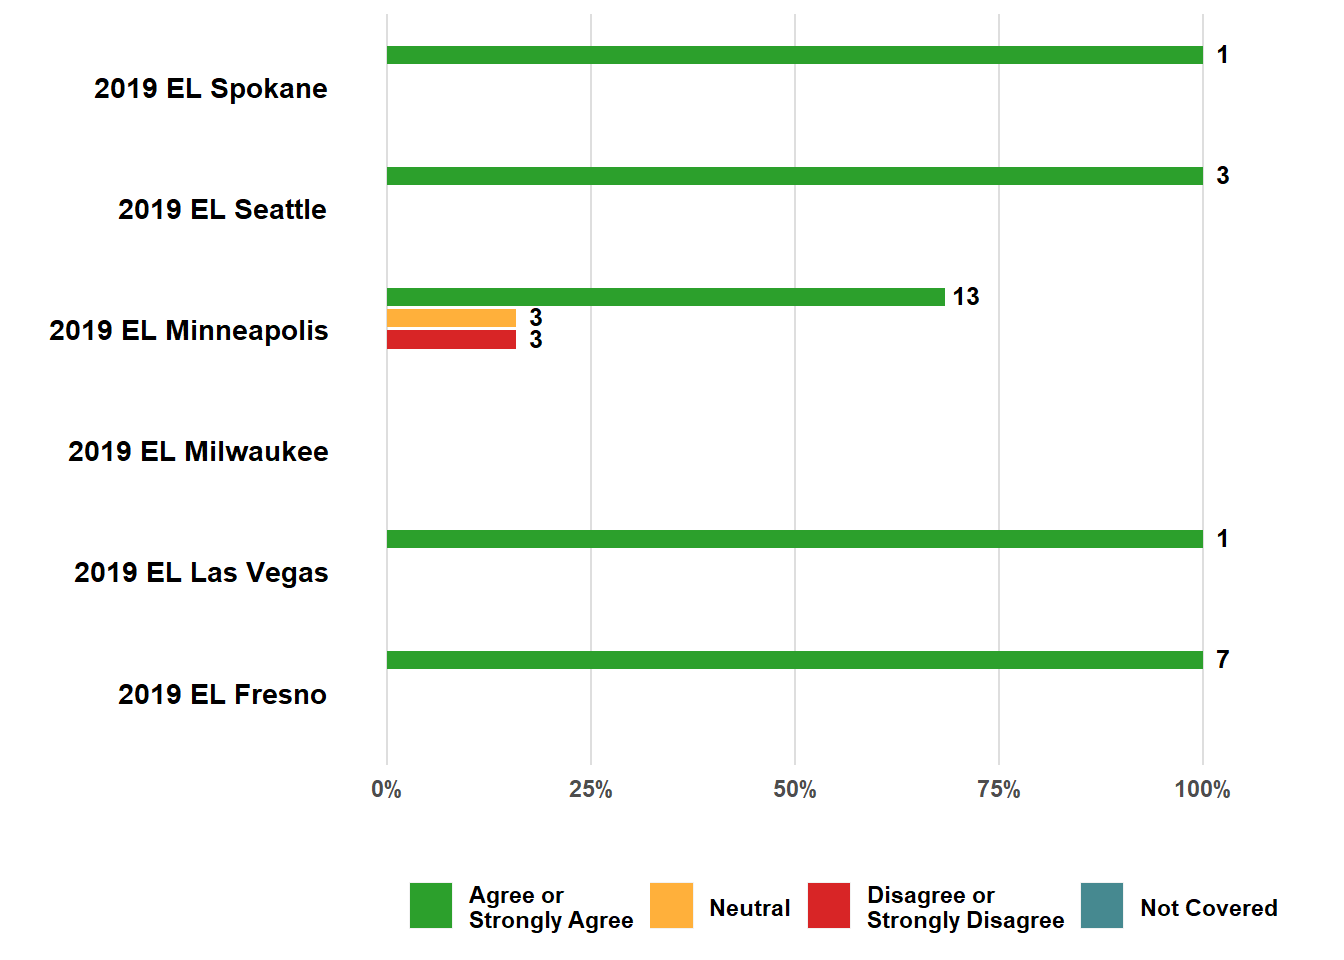 1
2019 EL Spokane
3
2019 EL Seattle
13
3
2019 EL Minneapolis
3
2019 EL Milwaukee
1
2019 EL Las Vegas
7
2019 EL Fresno
0% 25% 50% 75% 100%
Agree or
Strongly Agree
Neutral
Disagree or
Strongly Disagree
Not Covered